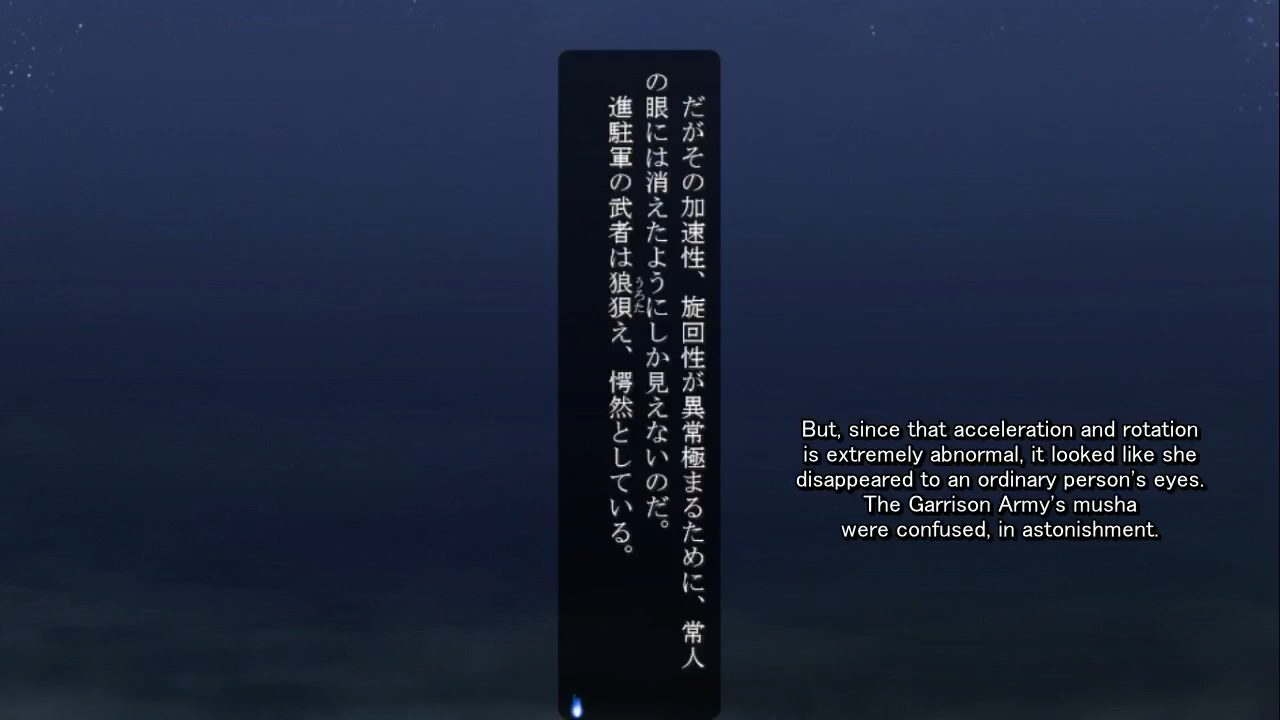 だがその加速性、旋回性が異常極まるために、常人
の眼には消えたようにしか見えないのだ。
進駐軍の武者は狼狽え、愕然としている。
うろた
But, since that acceleration and rotation
is extremely abnormal, it looked like she
disappeared to an ordinary person's eyes.
The Garrison Army's musha
were confused, in astonishment.